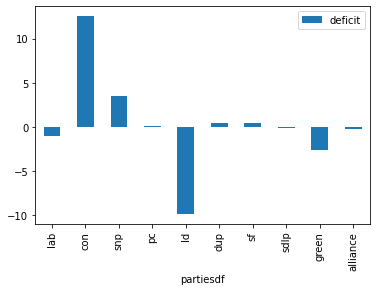 deficit
10
5
0
−5
−10
lab
con
snp
pc
ld
dup
sf
sdlp
green
alliance
partiesdf